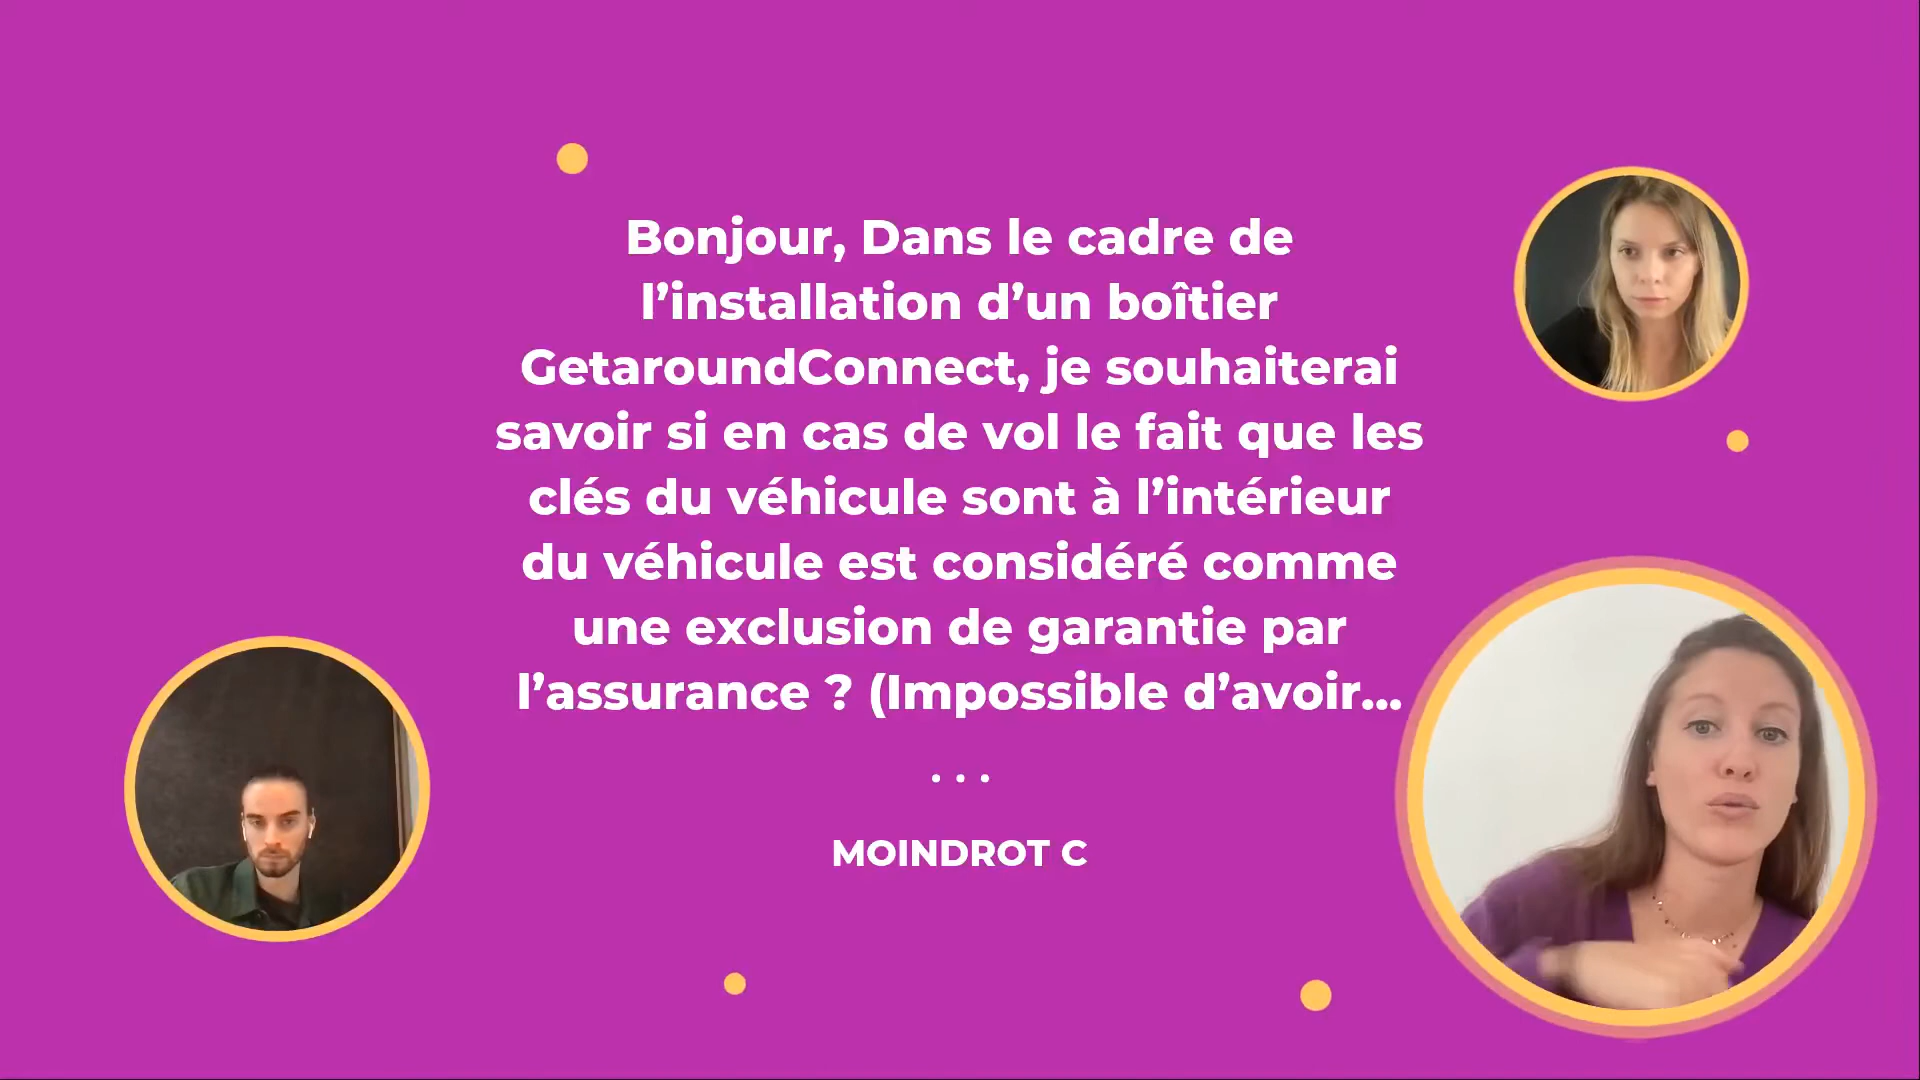 Bonjour, Dans le cadre de
l’installation d’un boîtier
GetaroundConnect, je souhaiterai
savoir si en cas de vol le fait que les
clés du véhicule sont à l’intérieur
du véhicule est considéré comme
une exclusion de garantie par
l’assurance ? (Impossible d’avoir...
. . .
MOINDROT C